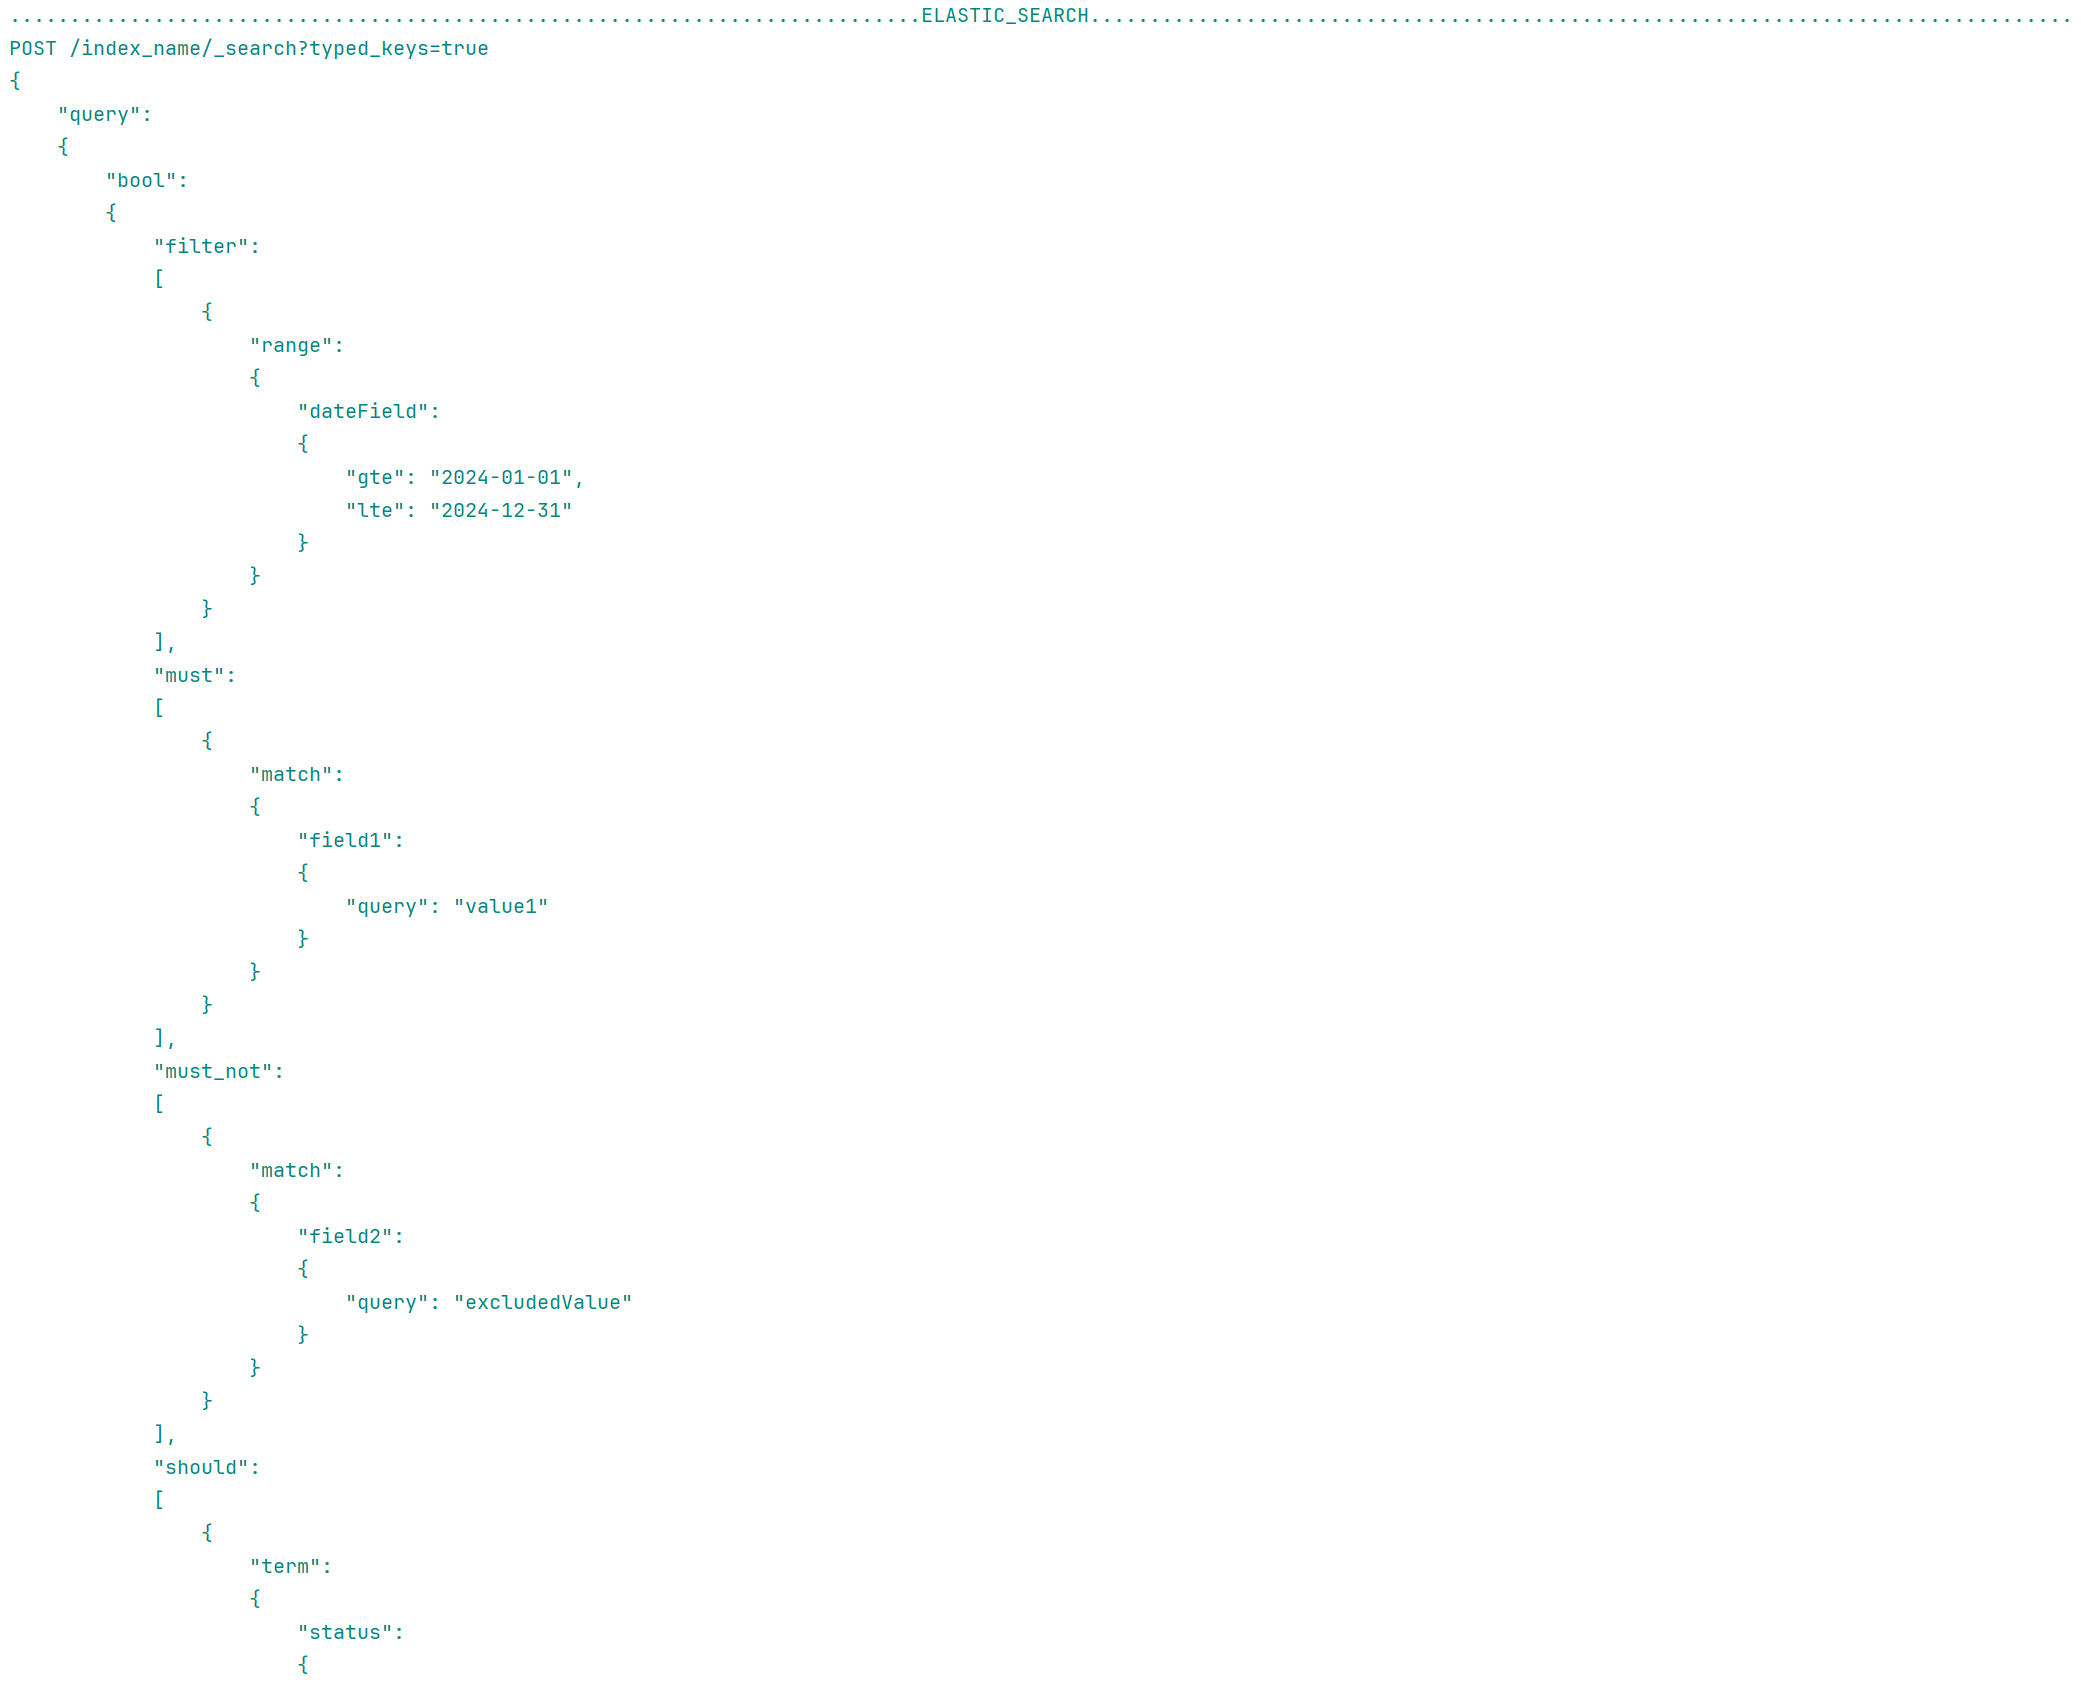 ............................................................................ELASTIC_SEARCH..................................................................................
POST /index_name/_search?typed_keys=true
{
    "query":
    {
        "bool":
        {
            "filter":
            [
                {
                    "range":
                    {
                        "dateField":
                        {
                            "gte": "2024-01-01",
                            "lte": "2024-12-31"
                        }
                    }
                }
            ],
            "must":
            [
                {
                    "match":
                    {
                        "field1":
                        {
                            "query": "value1"
                        }
                    }
                }
            ],
            "must_not":
            [
                {
                    "match":
                    {
                        "field2":
                        {
                            "query": "excludedValue"
                        }
                    }
                }
            ],
            "should":
            [
                {
                    "term":
                    {
                        "status":
                        {